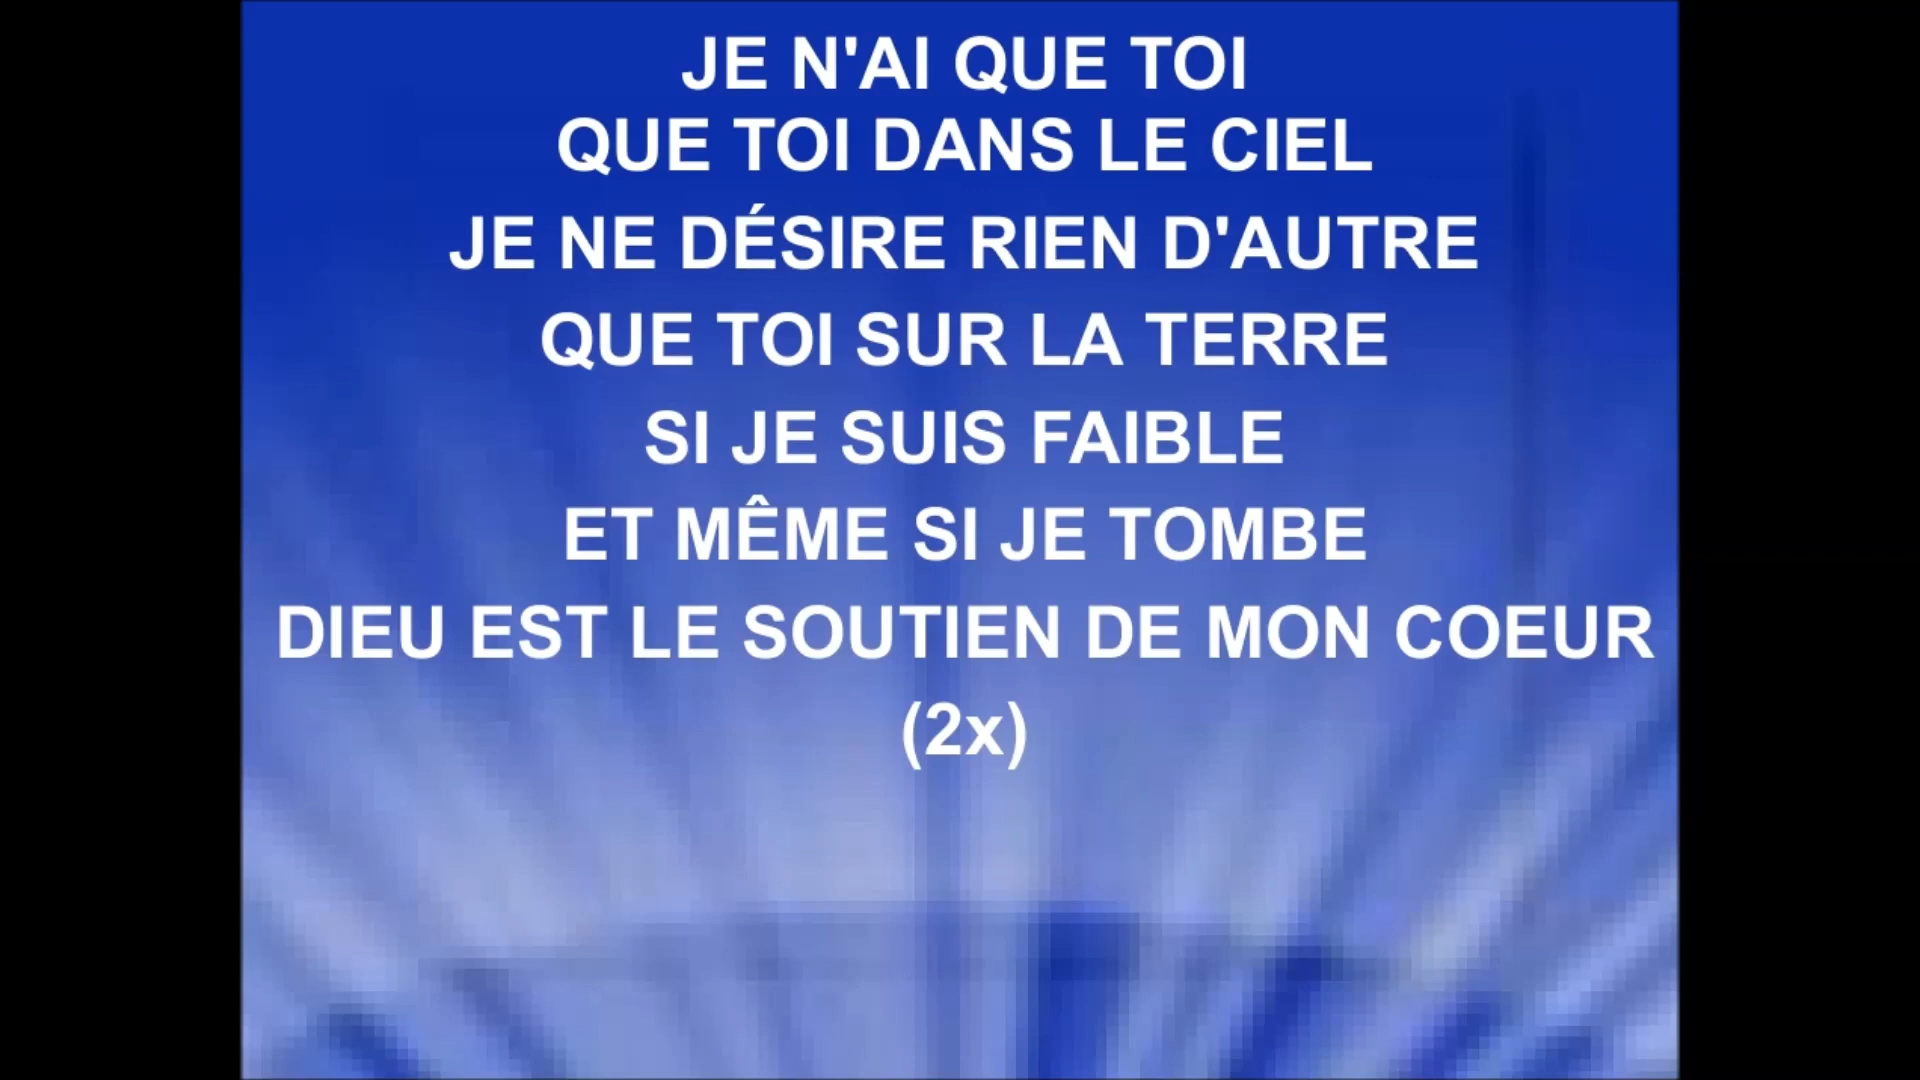 JE N'AI QUE TOI
QUE TOI DANS LE CIEL
JE NE DÉSIRE RIEN D'AUTRE
QUE TOI SUR LA TERRE
SI JE SUIS FAIBLE
ET MÊME SI JE TOMBE
DIEU EST LE SOUTIEN DE MON COEUR
(2x)